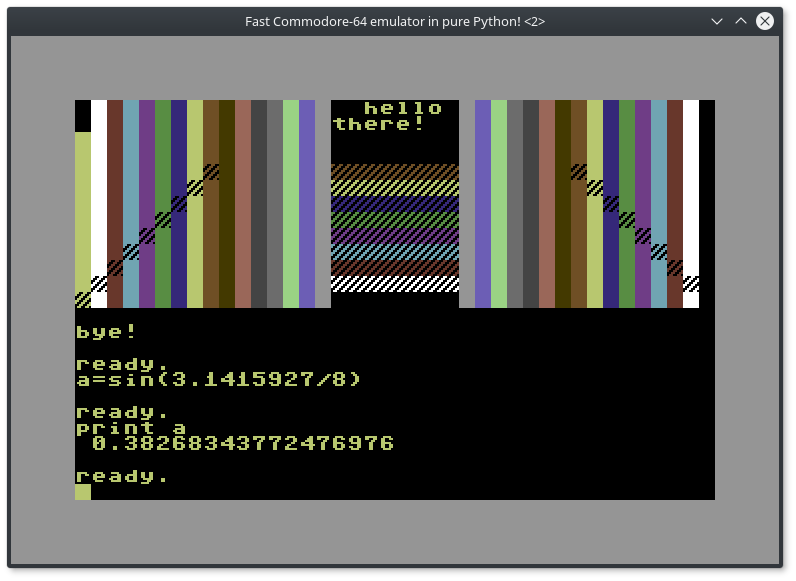 Fast Commodore-64 emulator in pure Python! <2>
hello
there!
bye!
ready.
a=sin(3.1415927/8)
ready.
print a
0.38268343772476976
ready.